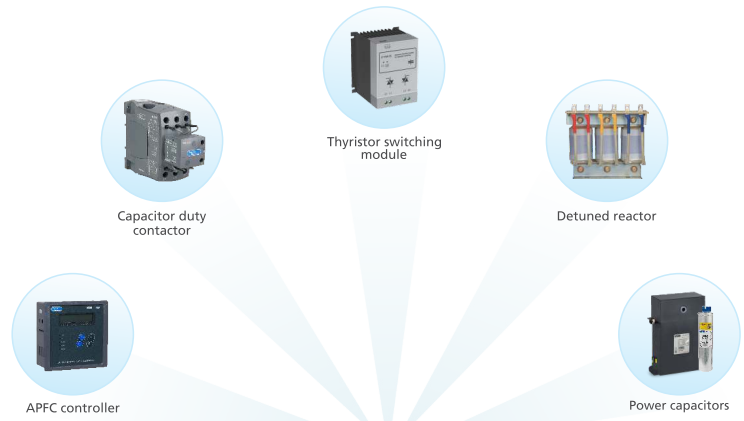 Thyristor switching
module
Capacitor duty
contactor
Detuned reactor
APFC controller
Power capacitors